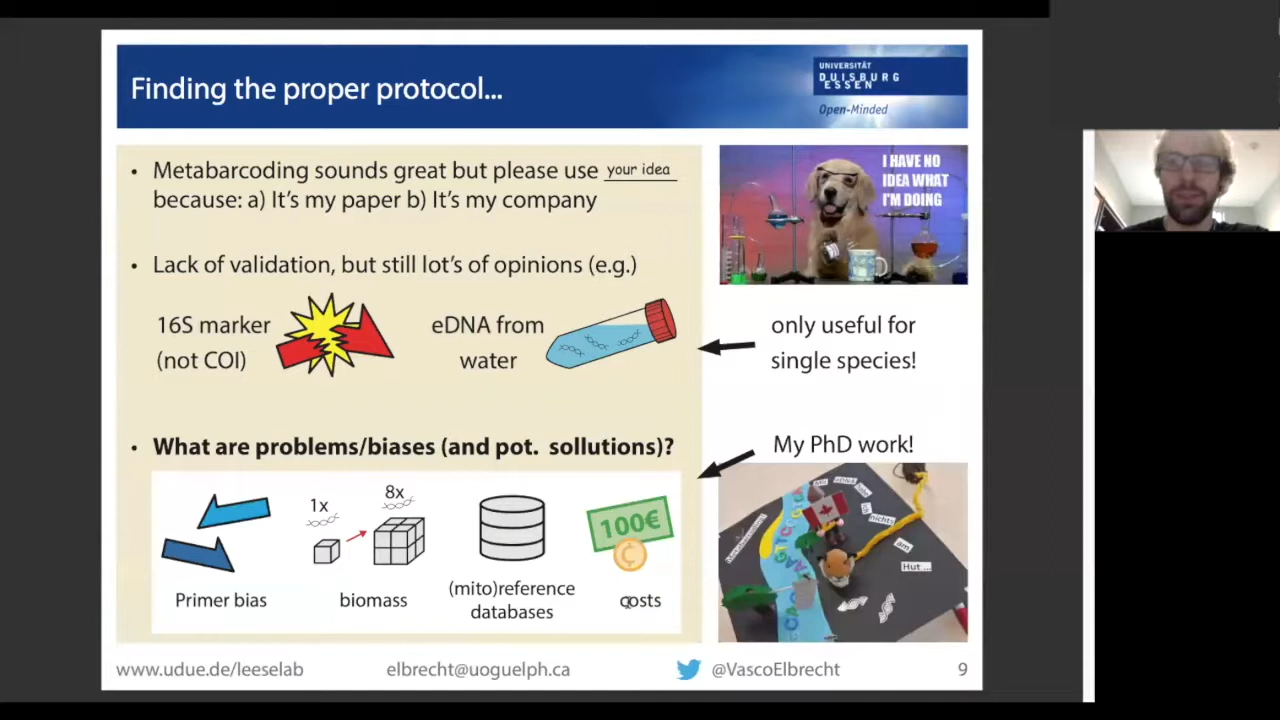 Finding the proper protocol...
UNIVERSITÄT
DUISBURG
ESSEN
Open-Minded
• Metabarcoding sounds great but please use your idea
because: a) It's my paper b) It's my company
I HAVE NO
IDEA WHAT
I'M DOING
• Lack of validation, but still lot's of opinions (e.g.)
16S marker
(not COI)
eDNA from
water
only useful for
single species!
• What are problems/biases (and pot. sollutions)?
My PhD work!
1x
8x
100€
Primer bias
biomass
(mito)reference
databases
costs
eDNA
nichts
am
Hut ...
www.udue.de/leeselab
elbrecht@uoguelph.ca
@VascoElbrecht
9